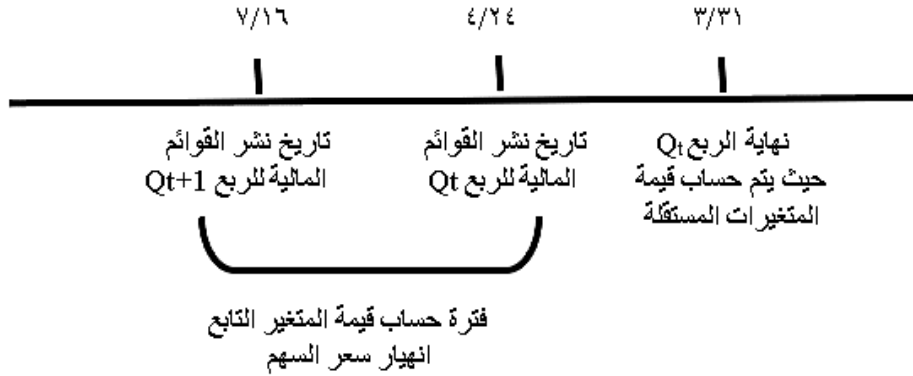 ٣/٣١
٤/٢٤
٧/١٦
نهاية الربع Qt
حيث يتم حساب قيمة
المتغيرات المستقلة
تاريخ نشر القوائم
المالية للربع Qt
تاريخ نشر القوائم
المالية للربع Qt+1
فترة حساب قيمة المتغير التابع
انهيار سعر السهم